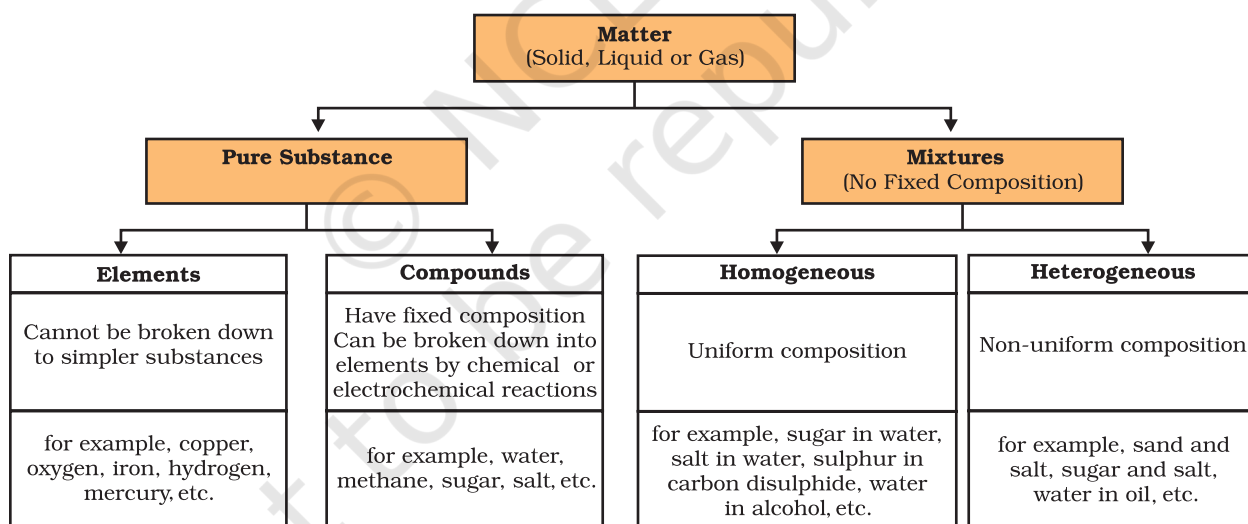 Matter
(Solid, Liquid or Gas)
Pure Substance
Mixtures
(No Fixed Composition)
Elements
Cannot be broken down
to simpler substances
for example, copper,
oxygen, iron, hydrogen,
mercury, etc.
Compounds
Have fixed composition
Can be broken down into
elements by chemical or
electrochemical reactions
for example, water,
methane, sugar, salt, etc.
Homogeneous
Uniform composition
for example, sugar in water,
salt in water, sulphur in
carbon disulphide, water
in alcohol, etc.
Heterogeneous
Non-uniform composition
for example, sand and
salt, sugar and salt,
water in oil, etc.
© NC
t to be repu